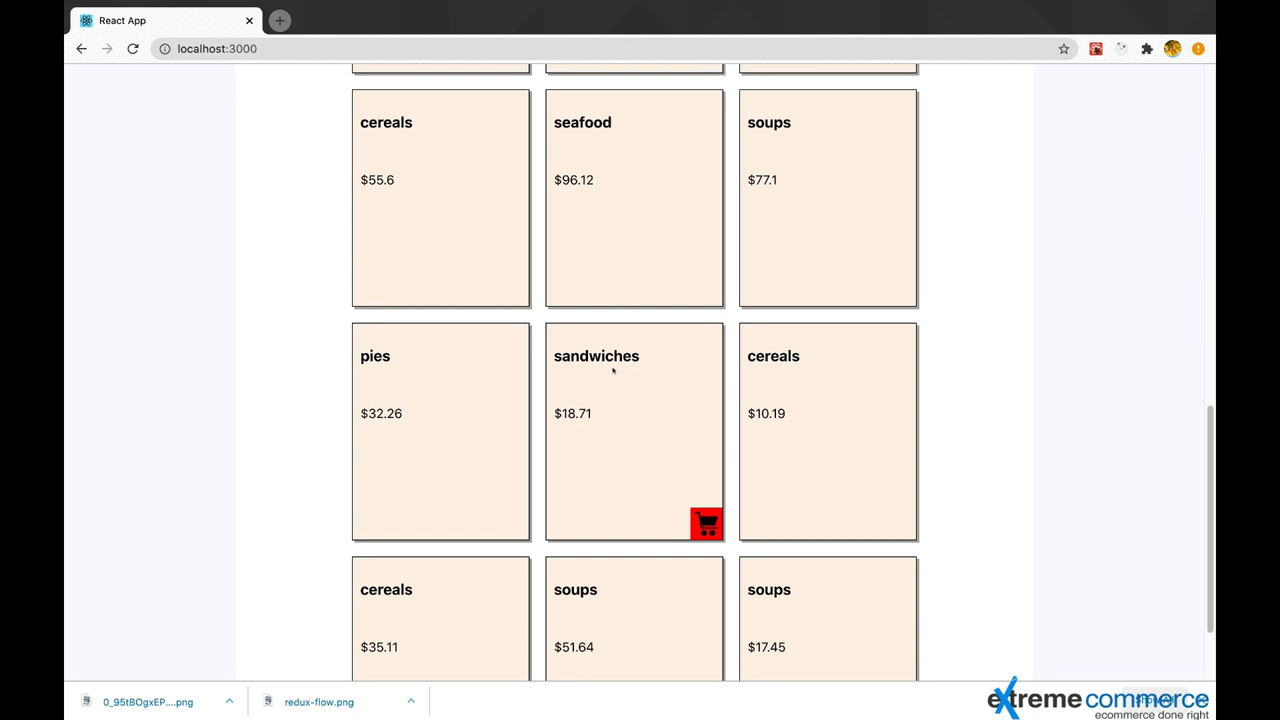 React App
localhost:3000
cereals seafood soups
$55.6 $96.12 $77.1
pies sandwiches cereals
$32.26 $18.71 $10.19
cereals soups soups
$35.11 $51.64 $17.45
0_95tBOgxEP....png redux-flow.png
extreme commerce
ecommerce done right